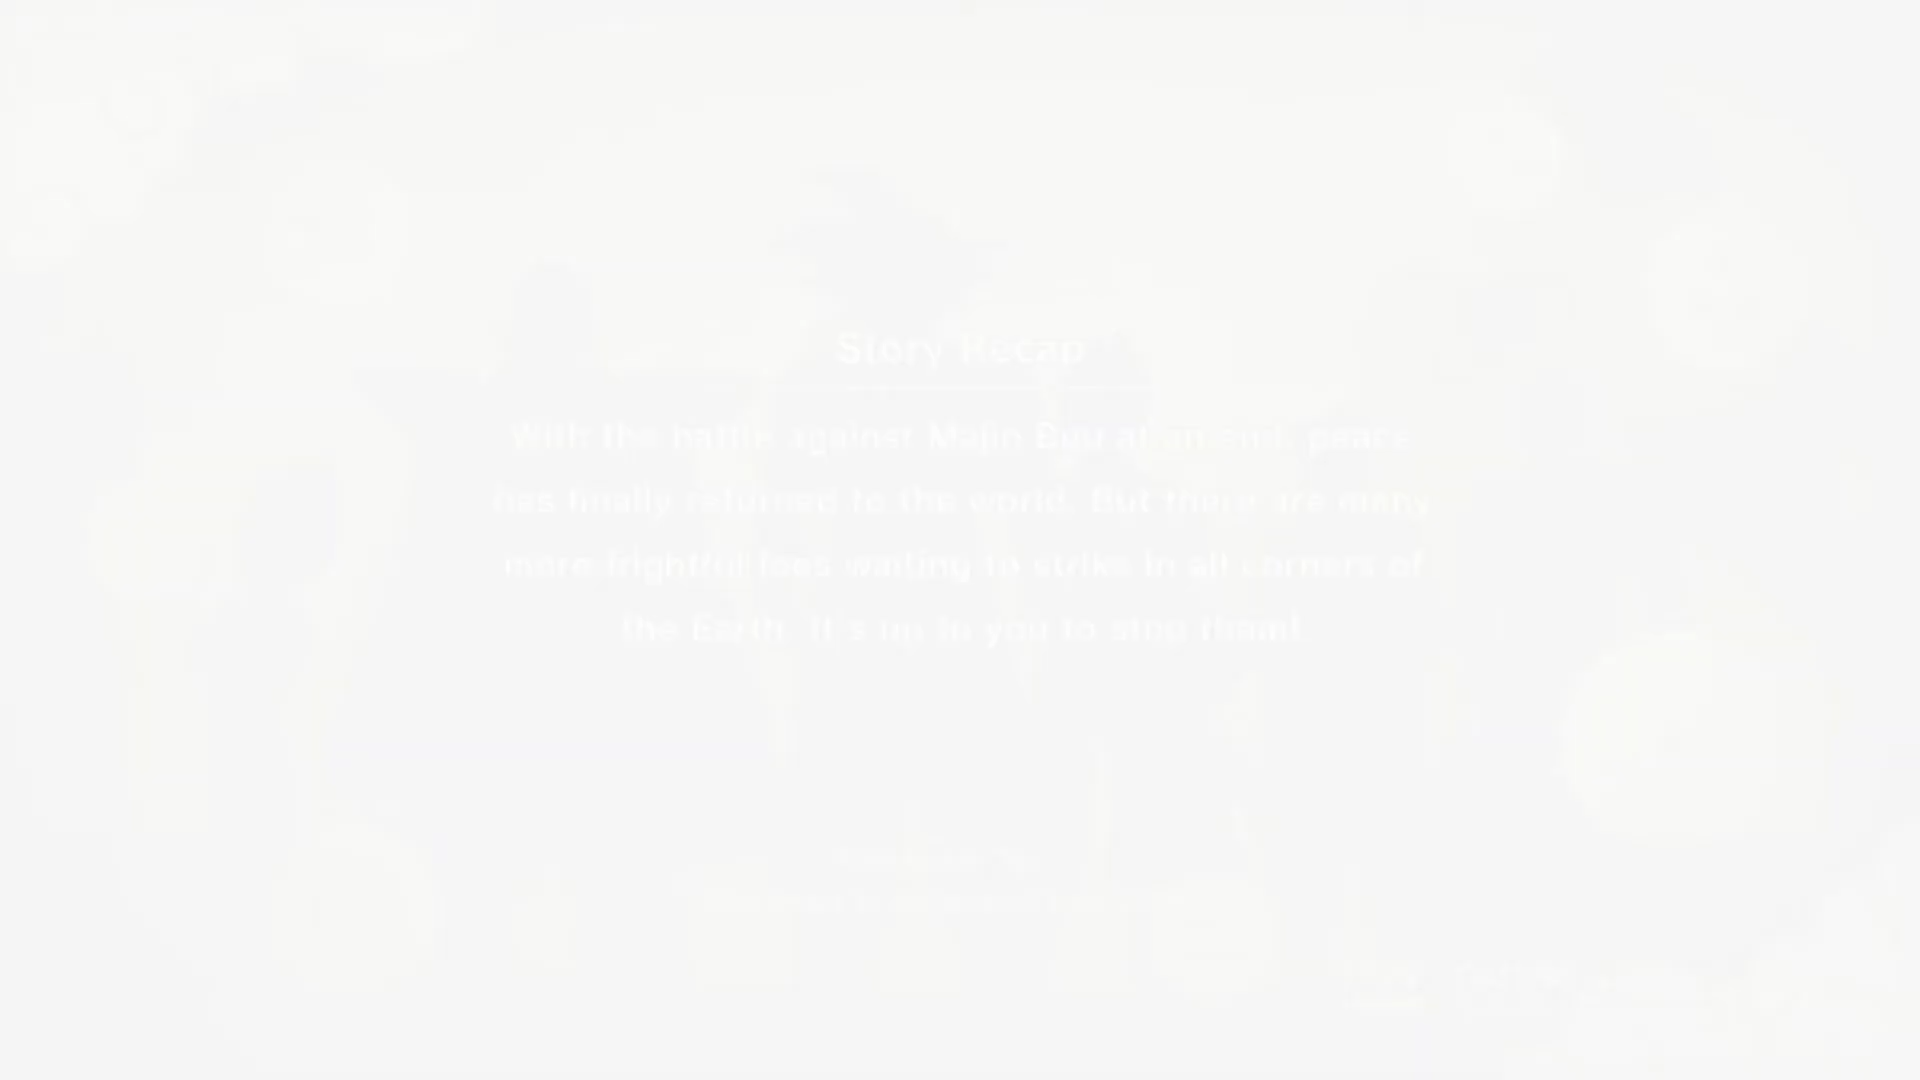 Story Recap
With the battle against Majin Buu at an end, peace
has finally returned to the world. But there are many
more frightful foes waiting to strike in all corners of
the Earth. It's up to you to stop them!